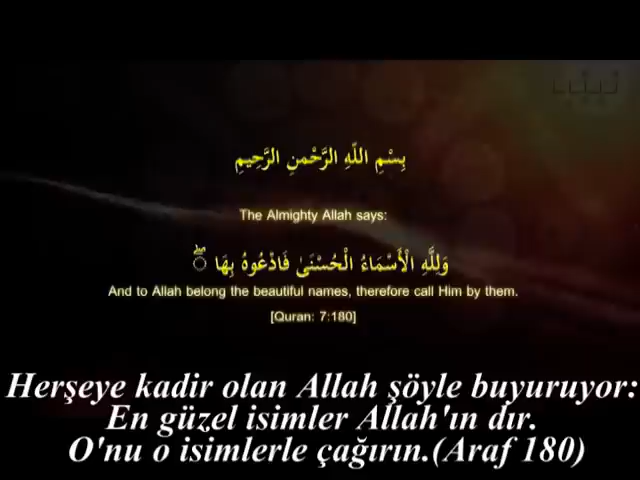 بِسْمِ اللّهِ الرَّحْمنِ الرَّحِيمِ
The Almighty Allah says:
وَلِلَّهِ الْأَسْمَاءُ الْحُسْنَىٰ فَادْعُوهُ بِهَا ۖ
And to Allah belong the beautiful names, therefore call Him by them.
[Quran: 7:180]
Herşeye kadir olan Allah şöyle buyuruyor:
En güzel isimler Allah'ın dır.
O'nu o isimlerle çağırın.(Araf 180)